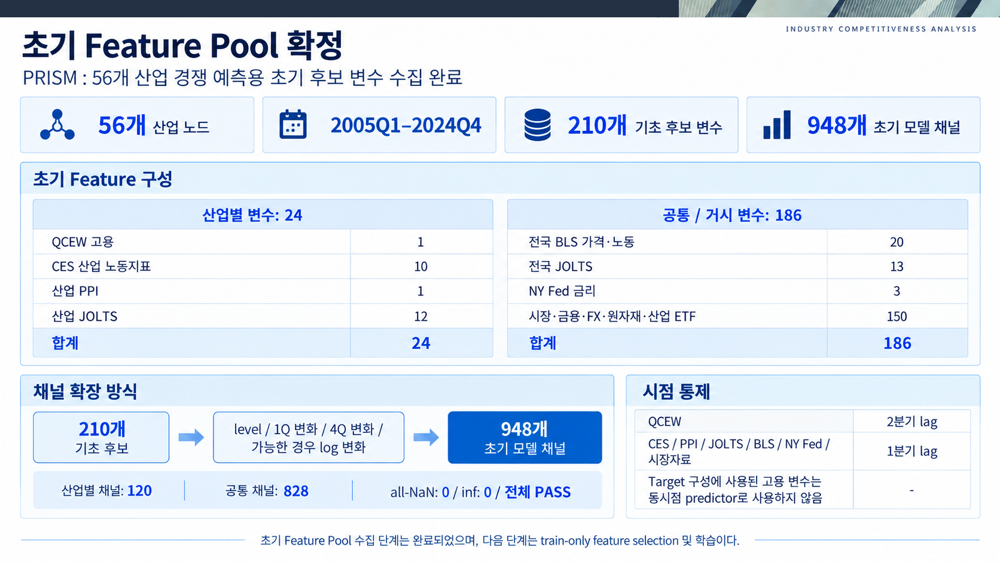 INDUSTRY COMPETITIVENESS ANALYSIS
초기 Feature Pool 확정
PRISM : 56개 산업 경쟁 예측용 초기 후보 변수 수집 완료
56개 산업 노드
2005Q1–2024Q4
210개 기초 후보 변수
948개 초기 모델 채널
초기 Feature 구성
산업별 변수: 24
QCEW 고용 1
CES 산업 노동지표 10
산업 PPI 1
산업 JOLTS 12
합계 24
공통 / 거시 변수: 186
전국 BLS 가격·노동 20
전국 JOLTS 13
NY Fed 금리 3
시장·금융·FX·원자재·산업 ETF 150
합계 186
채널 확장 방식
210개
기초 후보
level / 1Q 변화 / 4Q 변화 /
가능한 경우 log 변화
948개
초기 모델 채널
산업별 채널: 120
공통 채널: 828
all-NaN: 0 / inf: 0 / 전체 PASS
시점 통제
QCEW 2분기 lag
CES / PPI / JOLTS / BLS / NY Fed /
시장자료 1분기 lag
Target 구성에 사용된 고용 변수는
동시점 predictor로 사용하지 않음 -
초기 Feature Pool 수집 단계는 완료되었으며, 다음 단계는 train-only feature selection 및 학습이다.